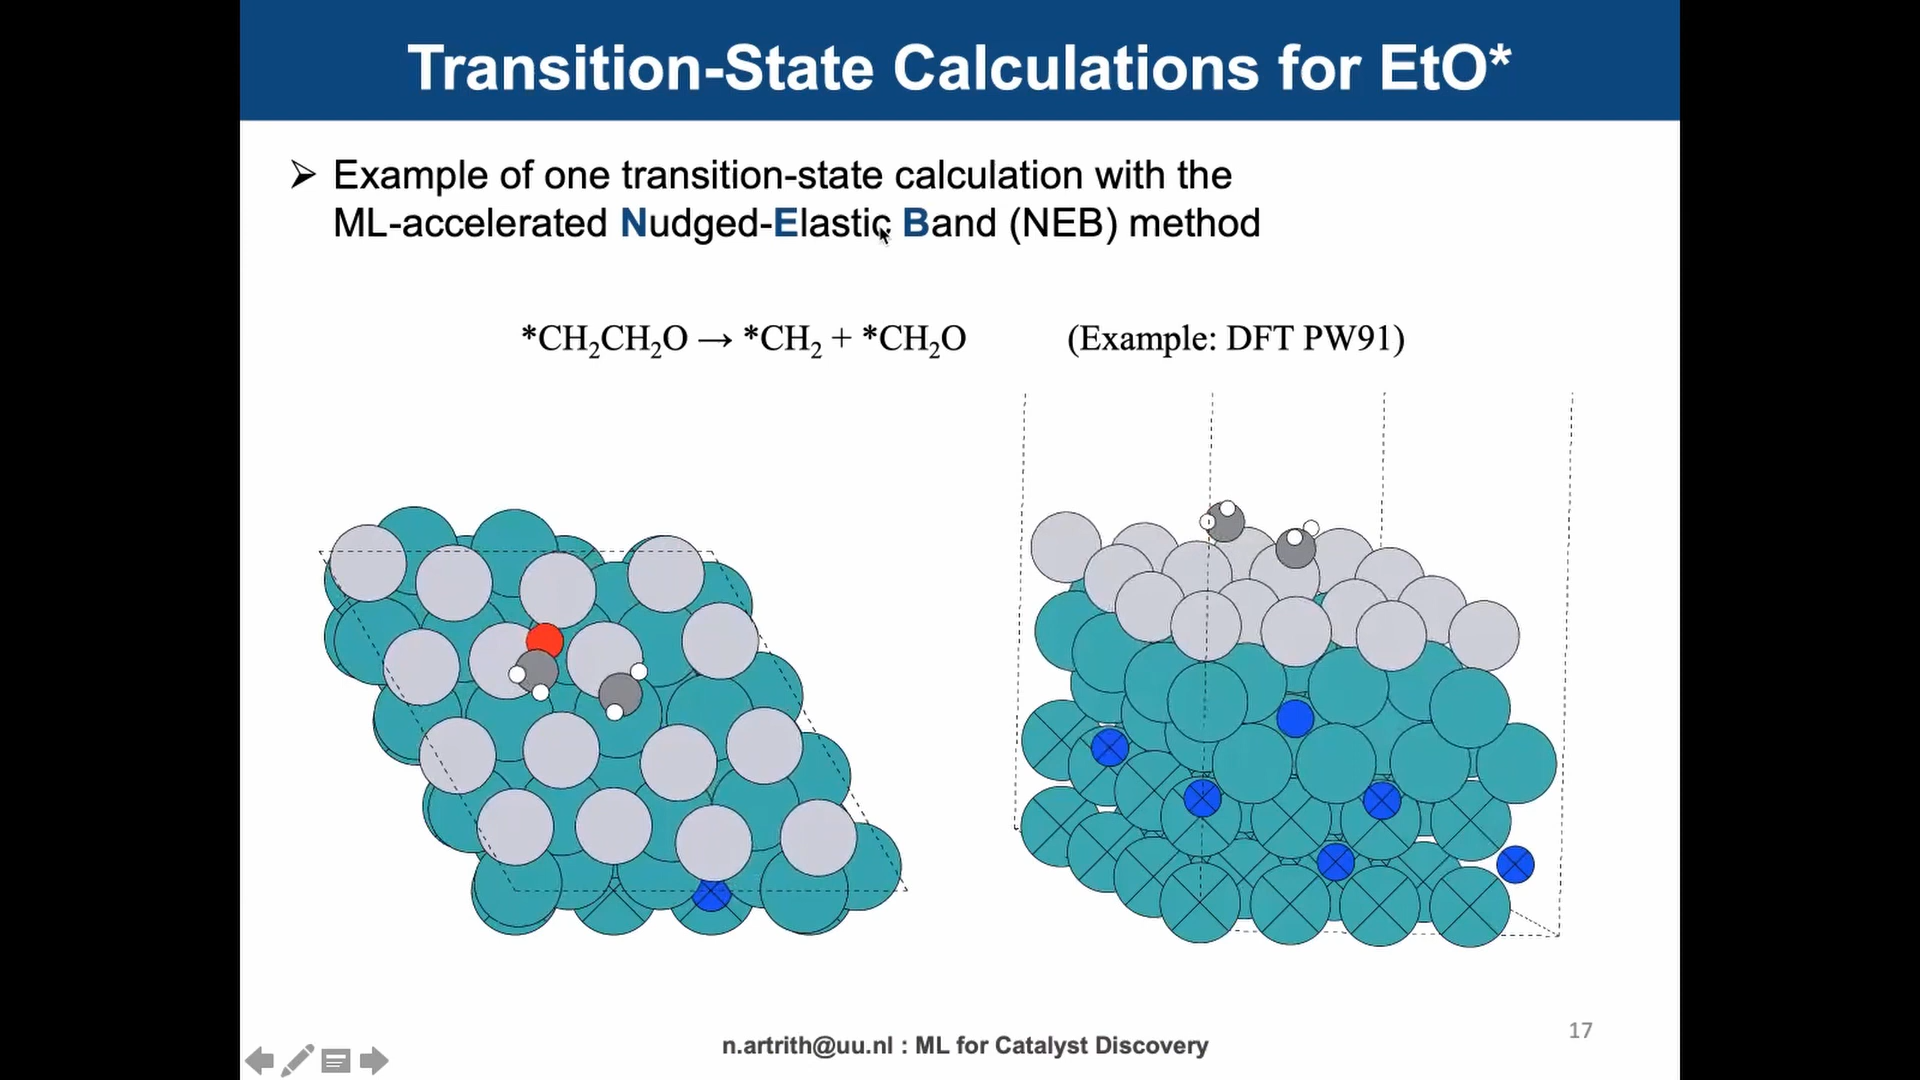 Transition-State Calculations for EtO*
➢ Example of one transition-state calculation with the
ML-accelerated Nudged-Elastic Band (NEB) method
*CH₂CH₂O → *CH₂ + *CH₂O (Example: DFT PW91)
17
n.artrith@uu.nl : ML for Catalyst Discovery